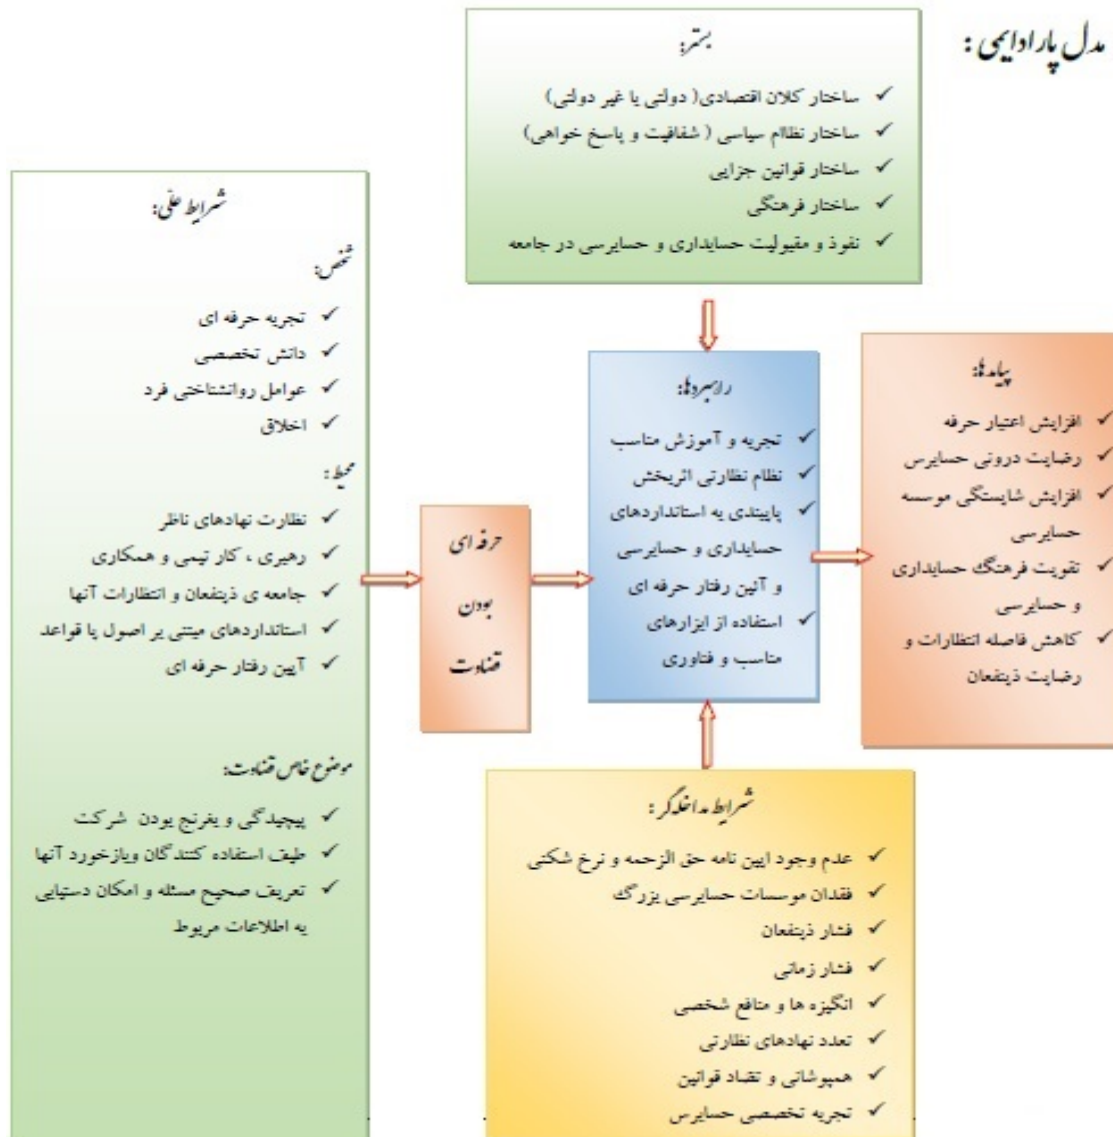 مدل پارادایمی :
بستر:
✓ ساختار کلان اقتصادی( دولتی یا غیر دولتی)
✓ ساختار نظاام سیاسی ( شفافیت و پاسخ خواهی)
✓ ساختار قوانین جزایی
✓ ساختار فرهنگی
✓ نفوذ و مقبولیت حسابداری و حسابرسی در جامعه
شرایط علّی:
شخص:
✓ تجربه حرفه ای
✓ دانش تخصصی
✓ عوامل روانشناختی فرد
✓ اخلاق
محیط:
✓ نظارت نهادهای ناظر
✓ رهبری ، کار تیمی و همکاری
✓ جامعه ی ذینفعان و انتظارات آنها
✓ استانداردهای مبتنی بر اصول یا قواعد
✓ آیین رفتار حرفه ای
موضوع خاص قضاوت:
✓ پیچیدگی و بغرنج بودن شرکت
✓ طیف استفاده کنندگان وبازخورد آنها
✓ تعریف صحیح مسئله و امکان دستیابی
به اطلاعات مربوط
حرفه ای
بودن
قضاوت
راهبردها:
✓ تجربه و آموزش مناسب
✓ نظام نظارتی اثربخش
✓ پایبندی به استانداردهای
حسابداری و حسابرسی
و آئین رفتار حرفه ای
✓ استفاده از ابزارهای
مناسب و فناوری
پیامدها:
✓ افزایش اعتبار حرفه
✓ رضایت درونی حسابرس
✓ افزایش شایستگی موسسه
حسابرسی
✓ تقویت فرهنگ حسابداری
و حسابرسی
✓ کاهش فاصله انتظارات و
رضایت ذینفعان
شرایط مداخله‌گر :
✓ عدم وجود ایین نامه حق الزحمه و نرخ شکنی
✓ فقدان موسسات حسابرسی بزرگ
✓ فشار ذینفعان
✓ فشار زمانی
✓ انگیزه ها و منافع شخصی
✓ تعدد نهادهای نظارتی
✓ همپوشانی و تضاد قوانین
✓ تجربه تخصصی حسابرس